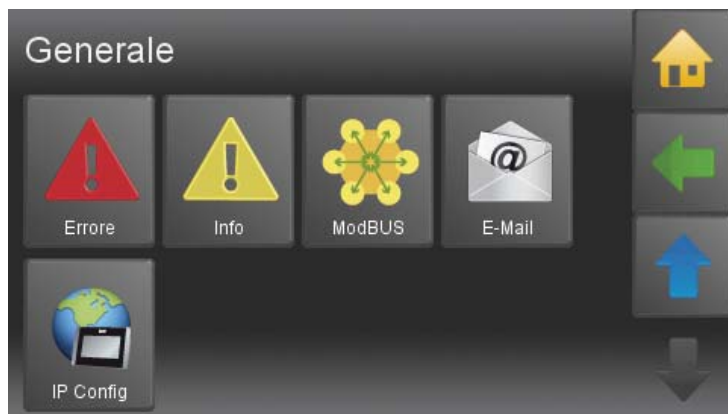 Generale
Errore
Info
ModBUS
@
E-Mail
IP Config